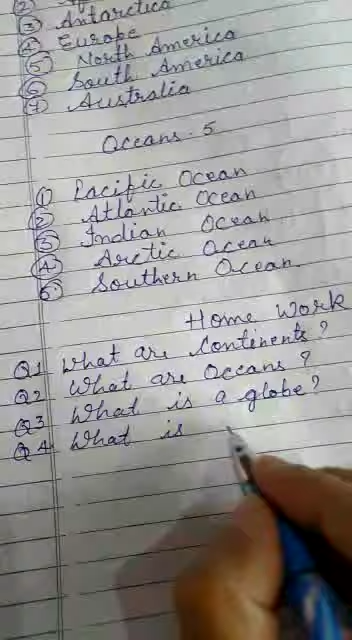 ③ Antarctica
④ Europe
⑤ North America
⑥ South America
⑦ Australia
Oceans - 5
① Pacific Ocean
② Atlantic Ocean
③ Indian Ocean
④ Arctic Ocean
⑤ Southern Ocean
Home Work
Q1 What are Continents?
Q2 What are Occans?
Q3 What is a globe?
Q4 What is